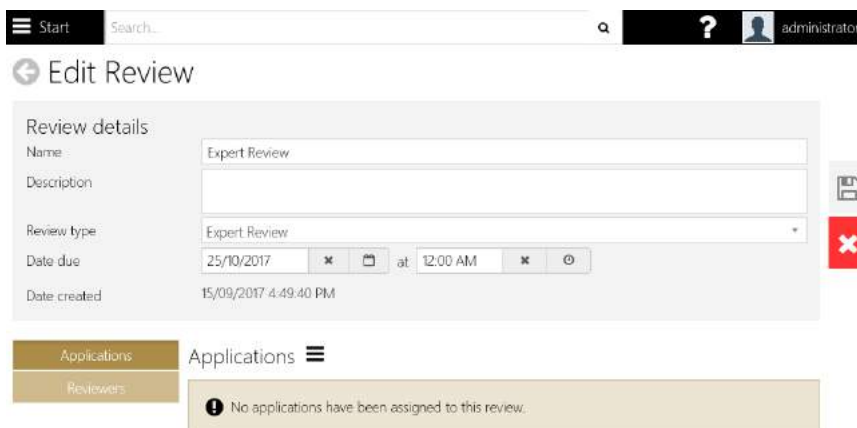 Start Search... ? administrator
Edit Review
Review details
Name Expert Review
Description
Review type Expert Review
Date due 25/10/2017 at 12:00 AM
Date created 15/09/2017 4:49:40 PM
Applications Applications
Reviewers
No applications have been assigned to this review.